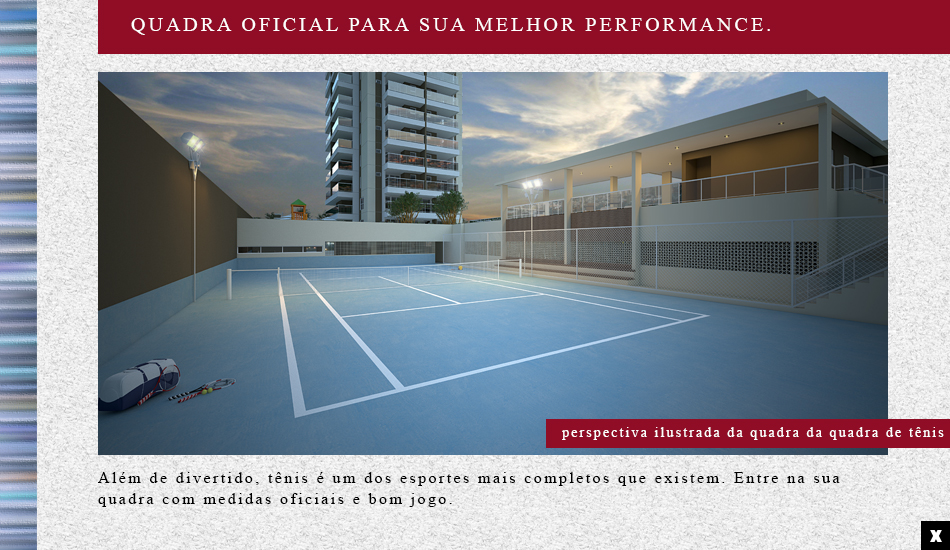 QUADRA OFICIAL PARA SUA MELHOR PERFORMANCE.
perspectiva ilustrada da quadra da quadra de tênis
Além de divertido, tênis é um dos esportes mais completos que existem. Entre na sua
quadra com medidas oficiais e bom jogo.
X